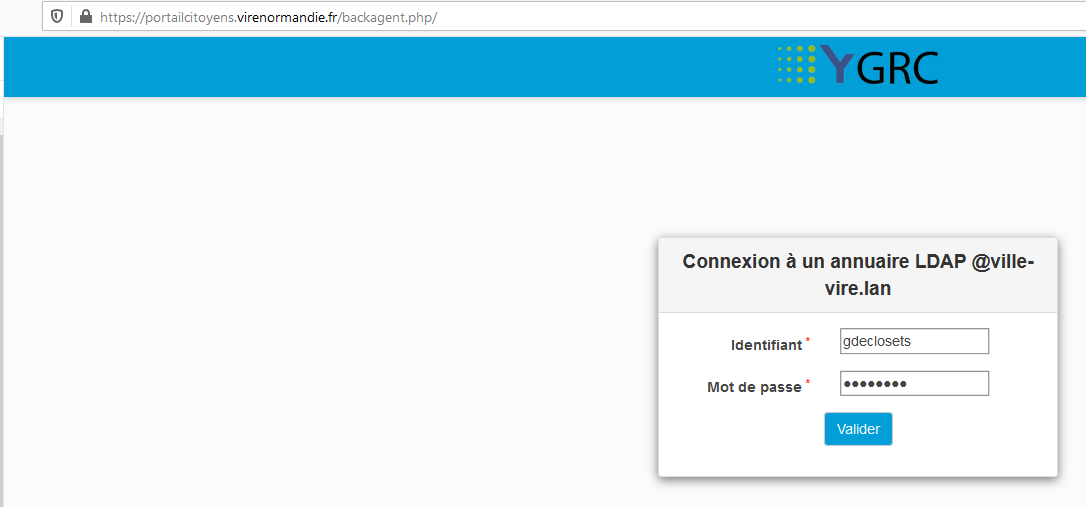 https://portailcitoyens.virenormandie.fr/backagent.php/
YGRC
Connexion à un annuaire LDAP @ville-
vire.lan
Identifiant * gdeclosets
Mot de passe * ••••••••
Valider